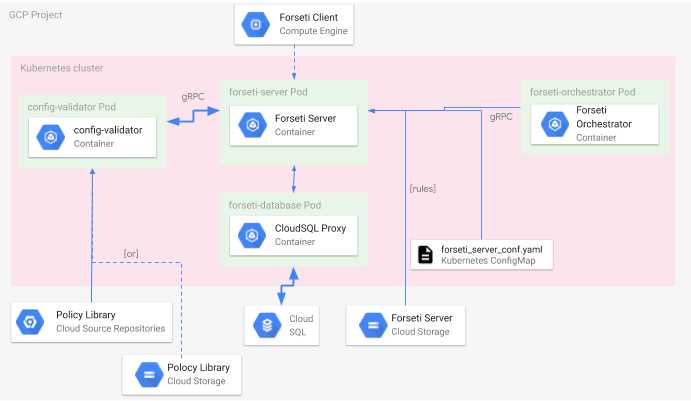 GCP Project
Forseti Client
Compute Engine
Kubernetes cluster
forseti-server Pod
forseti-orchestrator Pod
gRPC
config-validator Pod
config-validator
Container
Forseti Server
Container
gRPC
Forseti
Orchestrator
Container
[rules]
forseti-database Pod
CloudSQL Proxy
Container
[or]
forseti_server_conf.yaml
Kubernetes ConfigMap
Policy Library
Cloud Source Repositories
Cloud
SQL
Forseti Server
Cloud Storage
Polocy Library
Cloud Storage